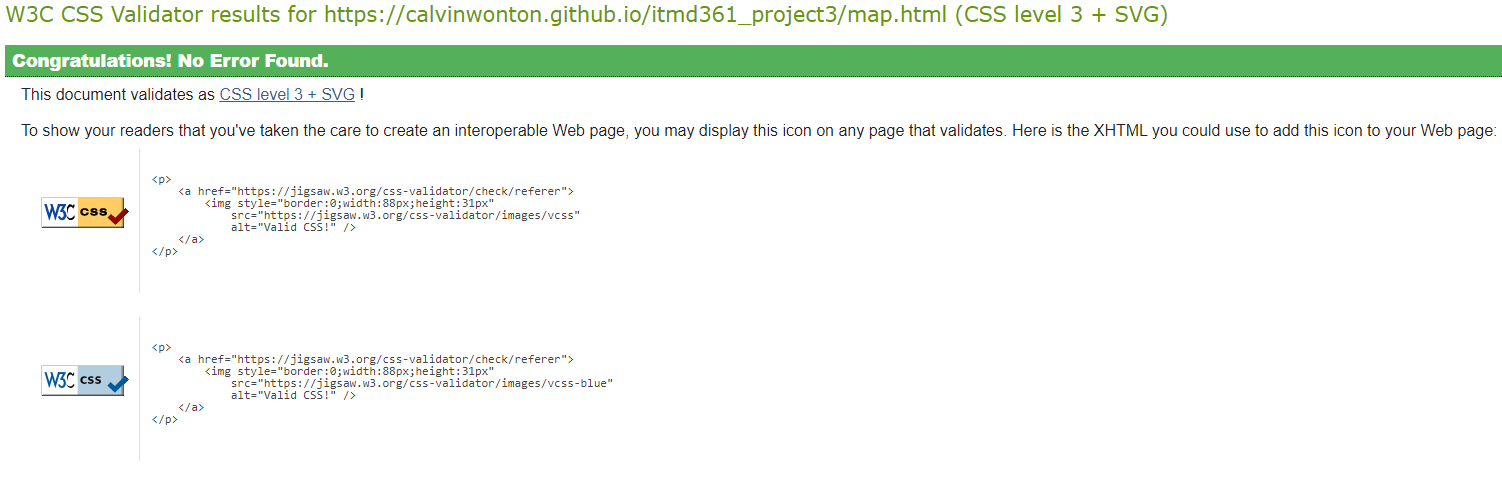 W3C CSS Validator results for https://calvinwonton.github.io/itmd361_project3/map.html (CSS level 3 + SVG)
Congratulations! No Error Found.
This document validates as CSS level 3 + SVG !
To show your readers that you've taken the care to create an interoperable Web page, you may display this icon on any page that validates. Here is the XHTML you could use to add this icon to your Web page:
W3C css
<p>
<a href="https://jigsaw.w3.org/css-validator/check/referer">
<img style="border:0;width:88px;height:31px"
src="https://jigsaw.w3.org/css-validator/images/vcss"
alt="Valid CSS!" />
</a>
</p>
W3C css
<p>
<a href="https://jigsaw.w3.org/css-validator/check/referer">
<img style="border:0;width:88px;height:31px"
src="https://jigsaw.w3.org/css-validator/images/vcss-blue"
alt="Valid CSS!" />
</a>
</p>